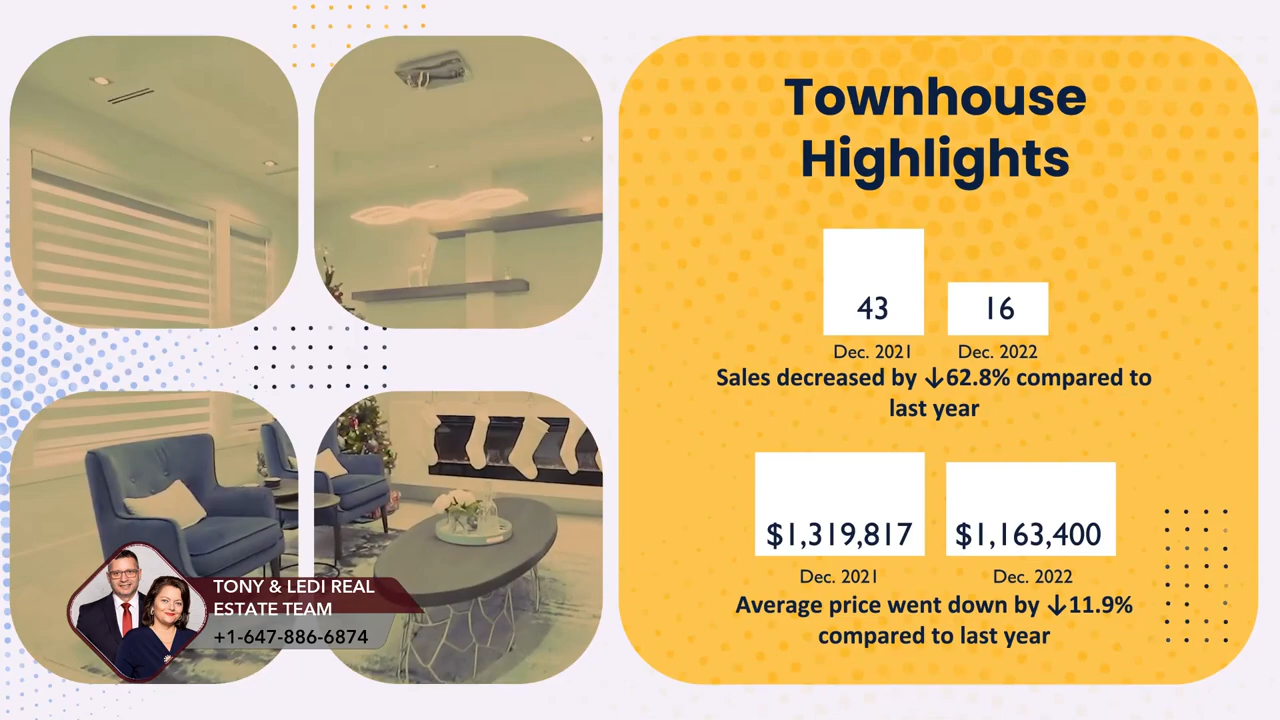 Townhouse
Highlights
43
16
Dec. 2021
Dec. 2022
Sales decreased by ↓62.8% compared to
last year
$1,319,817
$1,163,400
Dec. 2021
Dec. 2022
Average price went down by ↓11.9%
compared to last year
TONY & LEDI REAL
ESTATE TEAM
+1-647-886-6874